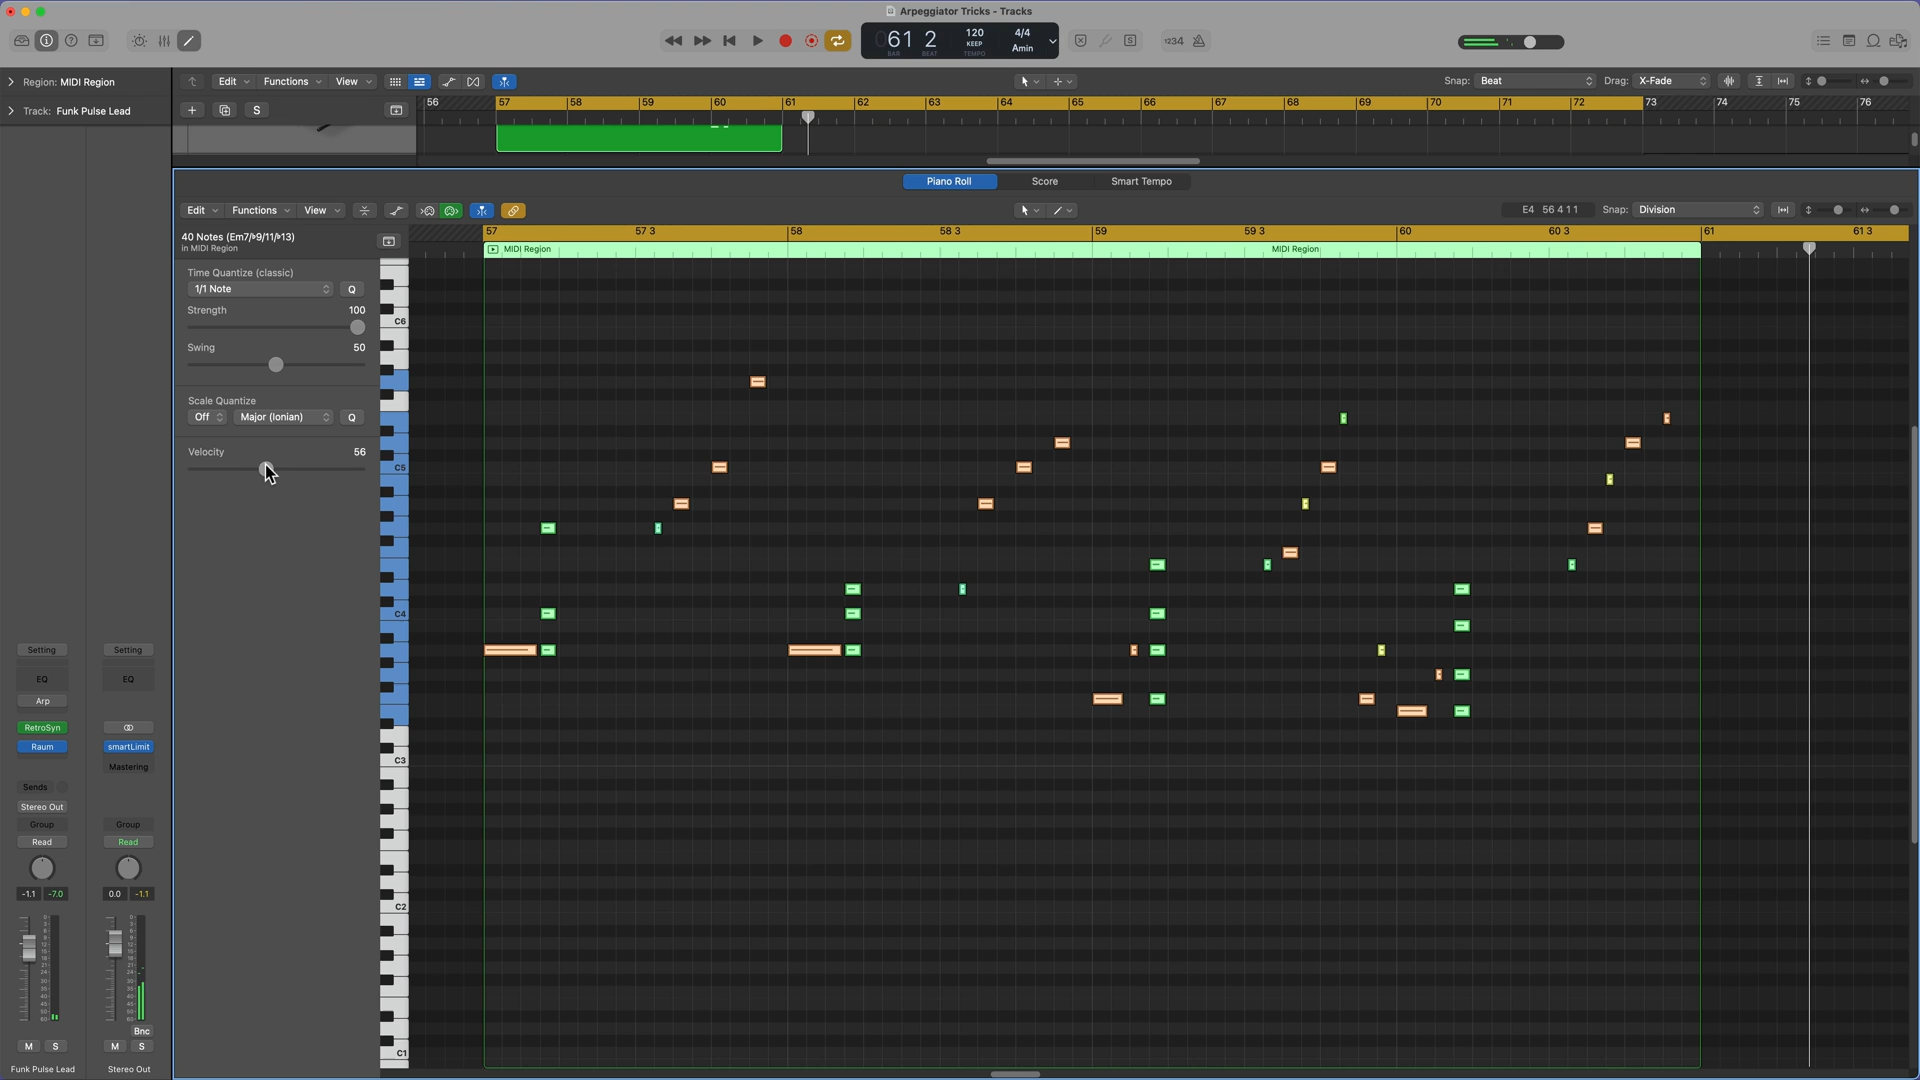 Arpeggiator Tricks - Tracks
061 2 120 4/4
KEEP Amin
BAR BEAT TEMPO
1234
Region: MIDI Region
Edit Functions View
Snap: Beat Drag: X-Fade
Track: Funk Pulse Lead
S
56 57 58 59 60 61 62 63 64 65 66 67 68 69 70 71 72 73 74 75 76
Piano Roll Score Smart Tempo
Edit Functions View
E4 56 4 1 1 Snap: Division
40 Notes (Em7/♭9/11/♭13)
in MIDI Region
57 57 3 58 58 3 59 59 3 60 60 3 61 61 3
MIDI Region MIDI Region
Time Quantize (classic)
1/1 Note Q
Strength 100
Swing 50
Scale Quantize
Off Major (Ionian) Q
Velocity 56
C6
C5
C4
C3
C2
C1
Setting Setting
EQ EQ
Arp
RetroSyn
Raum smartLimit
Mastering
Sends
Stereo Out
Group Group
Read Read
-1.1 -7.0 0.0 -1.1
Bnc
M S M S
Funk Pulse Lead Stereo Out